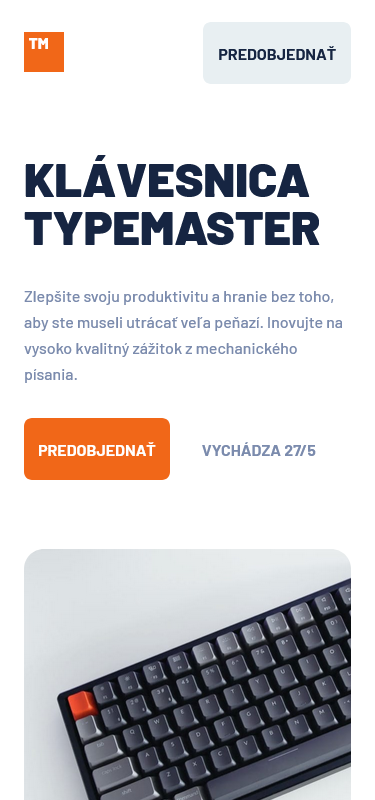 TM
PREDOBJEDNAŤ
KLÁVESNICA
TYPEMASTER
Zlepšite svoju produktivitu a hranie bez toho,
aby ste museli utrácať veľa peňazí. Inovujte na
vysoko kvalitný zážitok z mechanického
písania.
PREDOBJEDNAŤ
VYCHÁDZA 27/5